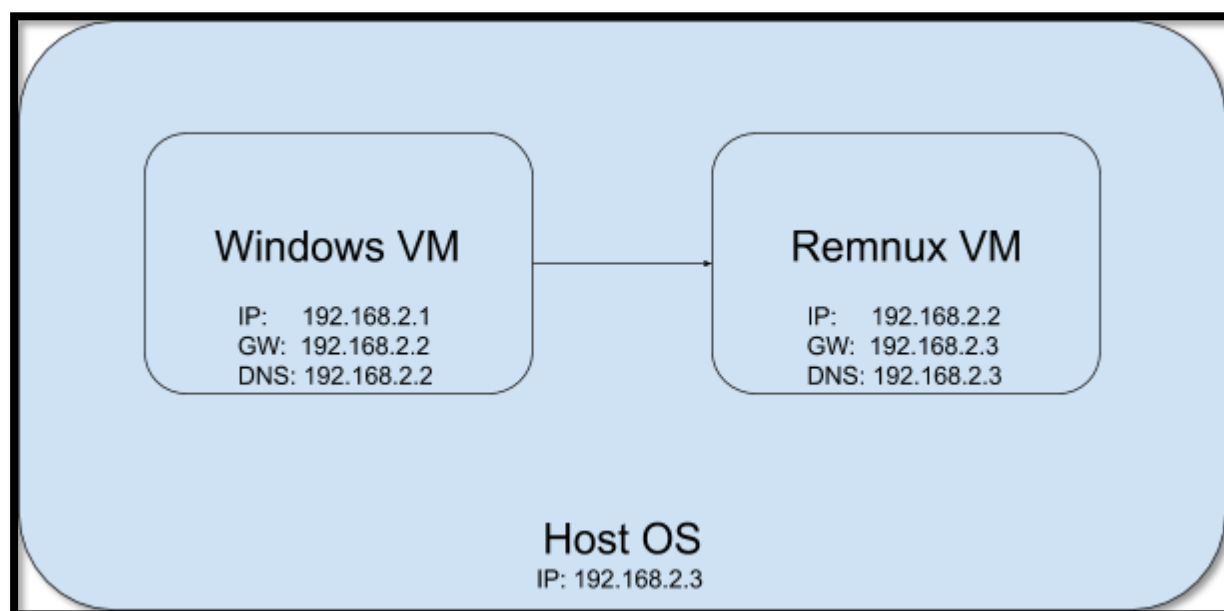 Windows VM
IP: 192.168.2.1
GW: 192.168.2.2
DNS: 192.168.2.2
Remnux VM
IP: 192.168.2.2
GW: 192.168.2.3
DNS: 192.168.2.3
Host OS
IP: 192.168.2.3